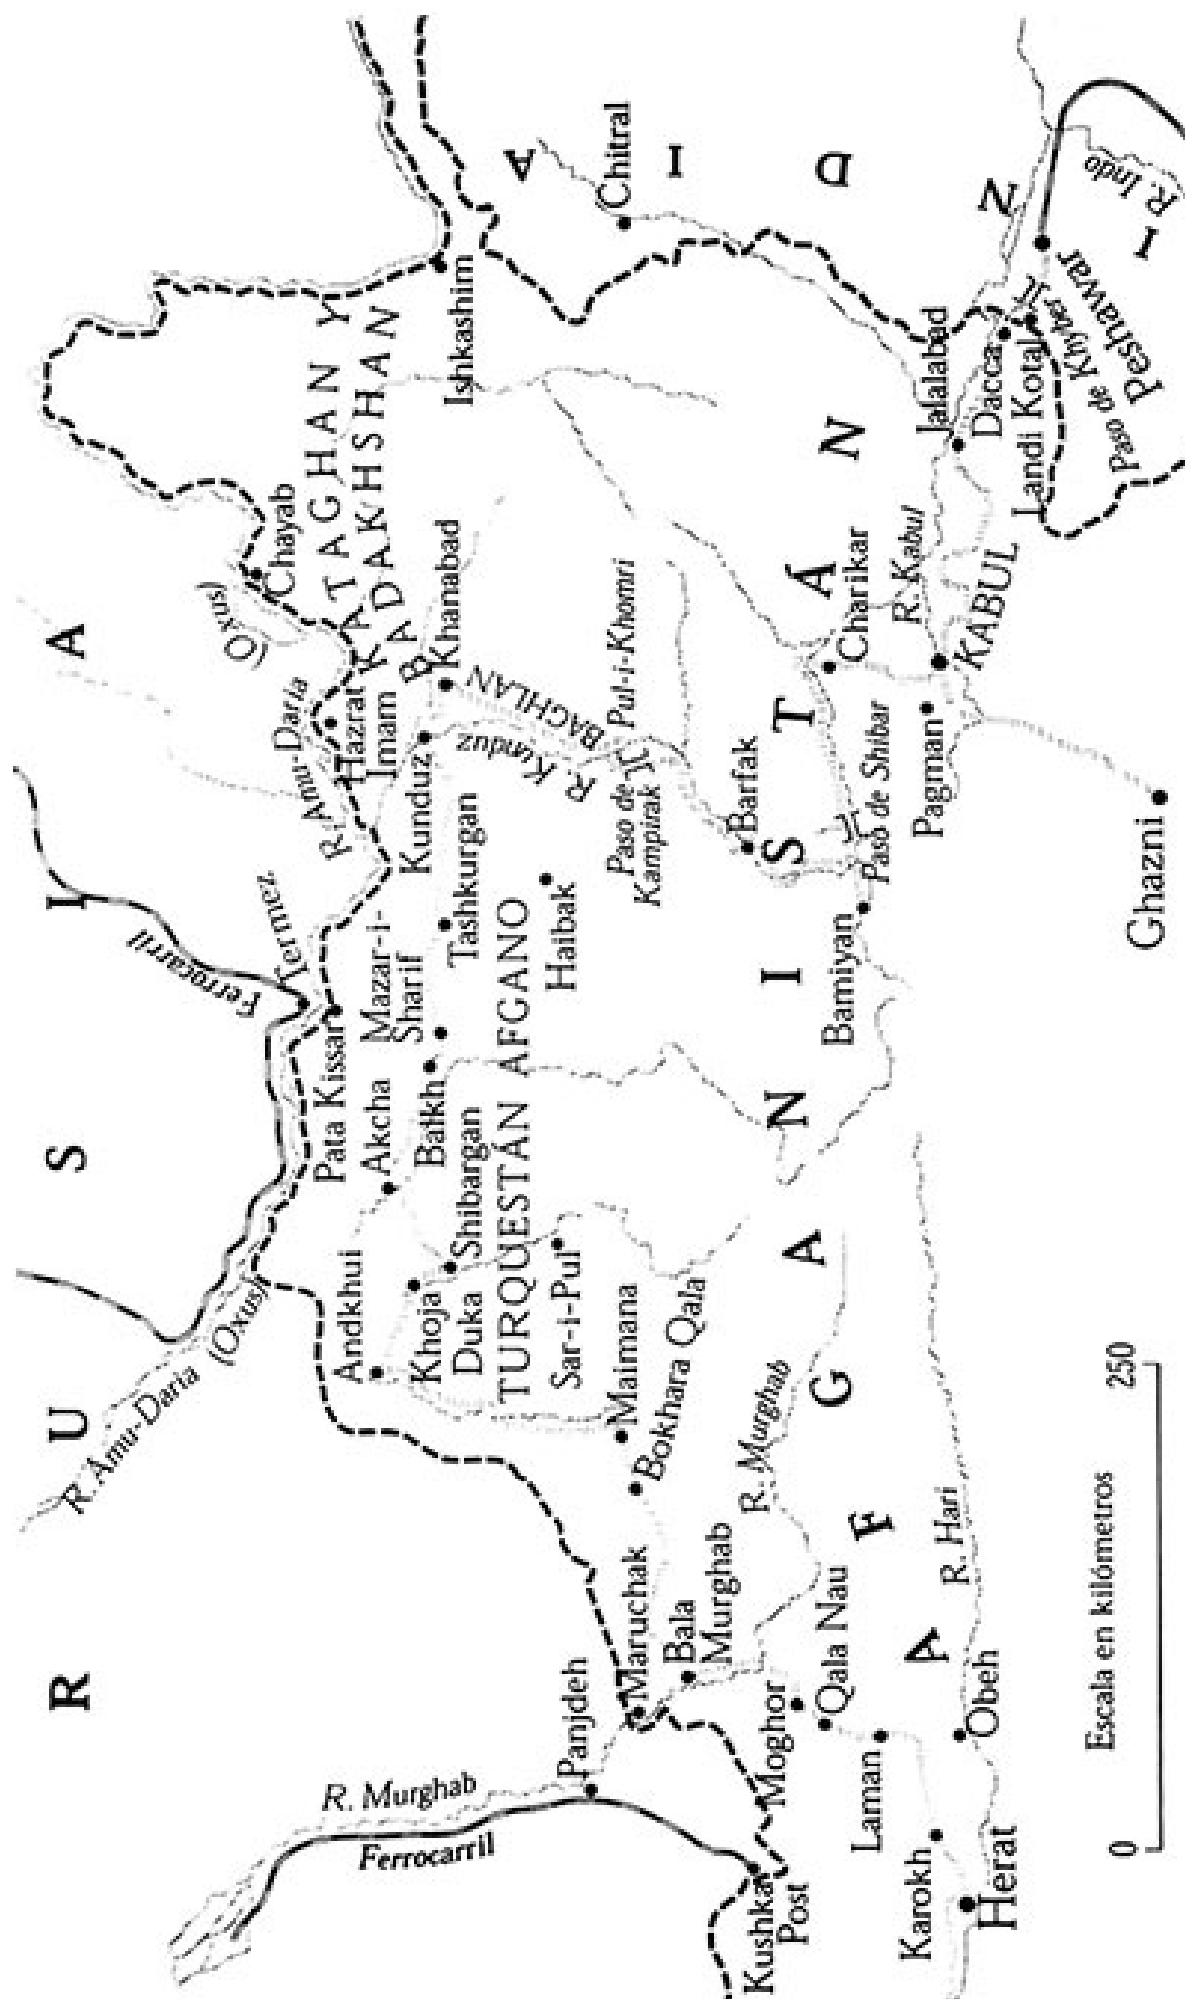 R U S I A
R. Amu-Daria (Oxus)
Ferrocarril
Termez
R. Amu-Daria
(Oxus)
Chayab
R. Murghab
Ferrocarril
Pata Kissar
Hazrat
Imam
KATAGHAN Y
BADAKHSHAN
Ishkashim
Andkhui
Akcha
Mazar-i-
Sharif
Kunduz
Khanabad
Khoja
Duka
Shibargan
Balkh
Tashkurgan
R. Kunduz
BAGHLAN
TURQUESTÁN AFGANO
Haibak
Sar-i-Pul
Panjdeh
Maruchak
Maimana
Bokhara Qala
Paso de
Kampirak
Pul-i-Khomri
Chitral
Bala
Murghab
R. Murghab
Barfak
Kushka
Post
Moghor
Qala Nau
Bamiyan
Paso de Shibar
Charikar
AFGANISTÁN
Laman
Karokh
Herat
Obeh
R. Hari
Pagman
KABUL
R. Kabul
Jalalabad
Dacca
Landi Kotal
Paso de Khyber
Peshawar
R. Indo
INDIA
Z
Ghazni
Escala en kilómetros
0 250